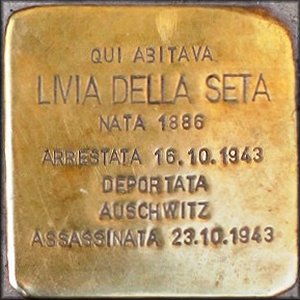 QUI ABITAVA
LIVIA DELLA SETA
NATA 1886
ARRESTATA 16.10.1943
DEPORTATA
AUSCHWITZ
ASSASSINATA 23.10.1943